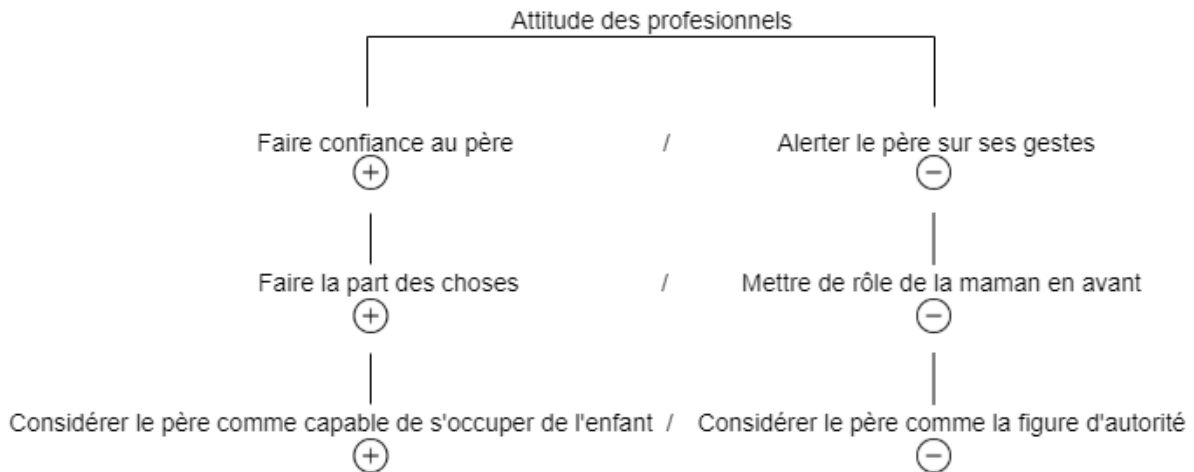 Attitude des profesionnels
Faire confiance au père / Alerter le père sur ses gestes
+ −
Faire la part des choses / Mettre de rôle de la maman en avant
+ −
Considérer le père comme capable de s'occuper de l'enfant / Considérer le père comme la figure d'autorité
+ −